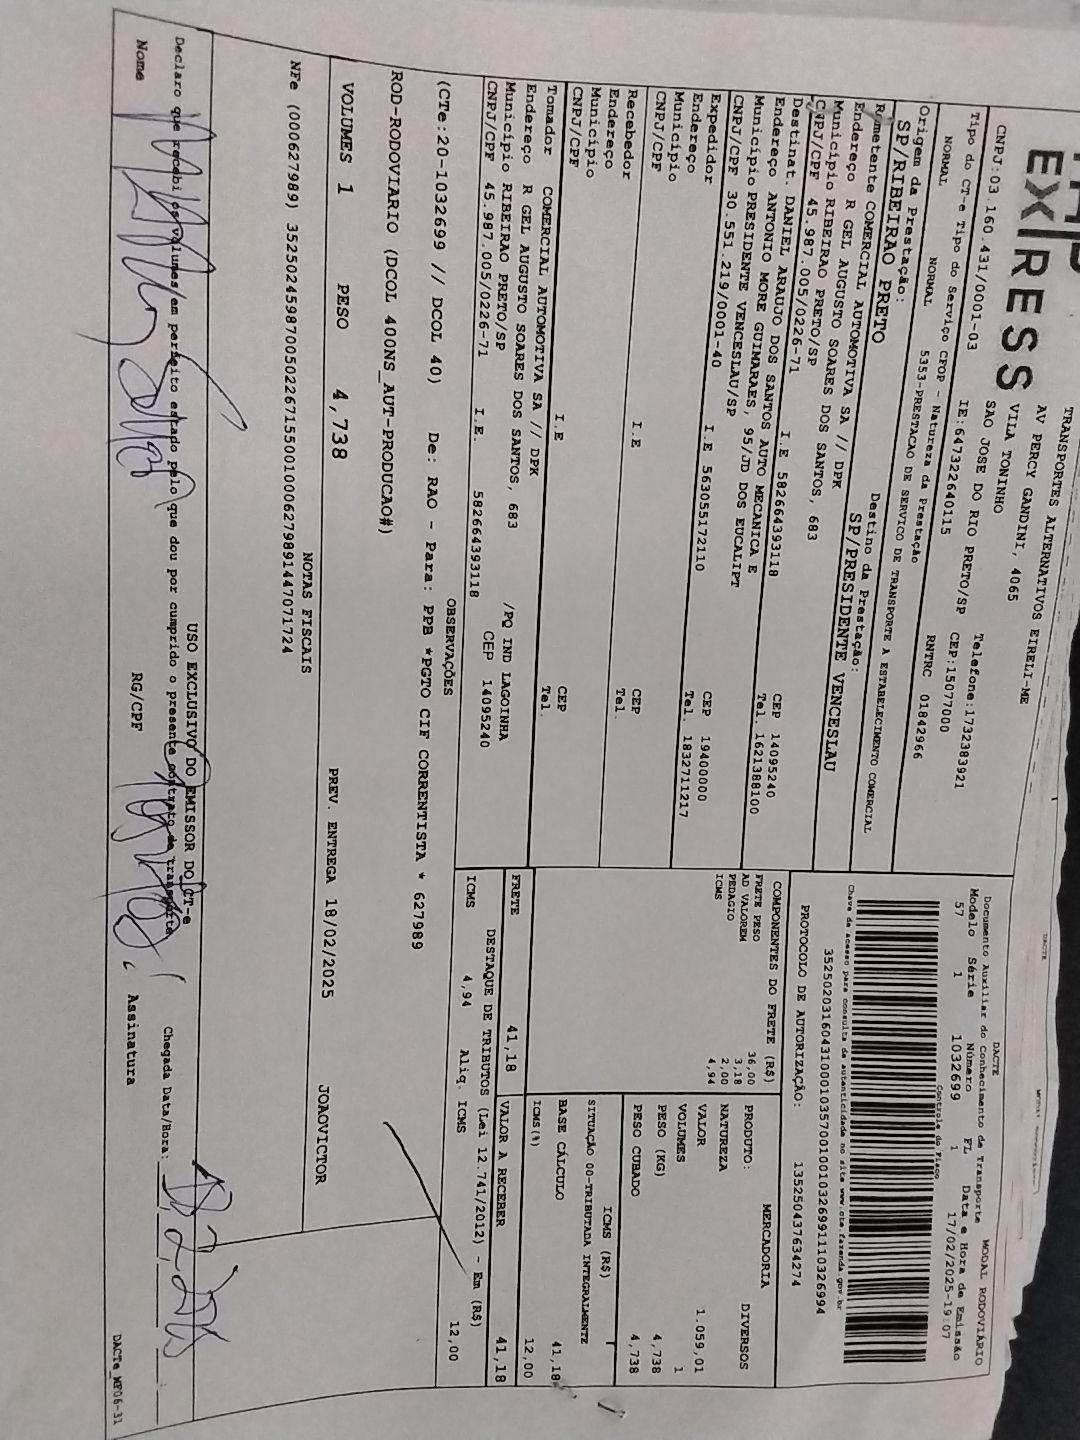 EX/RESS
TRANSPORTES ALTERNATIVOS EIRELI-ME
AV PERCY GANDINI, 4065
VILA TONINHO
SAO JOSE DO RIO PRETO/SP
CNPJ:03.160.431/0001-03 IE:647322640115
Telefone:1732383921
CEP:15077000
RNTRC 01842966
Tipo do CT-e Tipo do Serviço CFOP - Natureza da Prestação
NORMAL NORMAL 5353-PRESTACAO DE SERVICO DE TRANSPORTE A ESTABELECIMENTO COMERCIAL
Origem da Prestação: Destino da Prestação:
SP/RIBEIRAO PRETO SP/PRESIDENTE VENCESLAU
Remetente COMERCIAL AUTOMOTIVA SA // DPK
Endereço R GEL AUGUSTO SOARES DOS SANTOS, 683
Município RIBEIRAO PRETO/SP CEP 14095240
CNPJ/CPF 45.987.005/0226-71 I.E 582664393118 Tel. 1621388100
Destinat. DANIEL ARAUJO DOS SANTOS AUTO MECANICA E
Endereço ANTONIO MORE GUIMARAES, 95/JD DOS EUCALIPT
Município PRESIDENTE VENCESLAU/SP CEP 19400000
CNPJ/CPF 30.551.219/0001-40 I.E 563055172110 Tel. 1832711217
Expedidor
Endereço
Município CEP
CNPJ/CPF I.E Tel.
Recebedor
Endereço
Município CEP
CNPJ/CPF I.E Tel.
Tomador COMERCIAL AUTOMOTIVA SA // DPK
Endereço R GEL AUGUSTO SOARES DOS SANTOS, 683 /PQ IND LAGOINHA
Município RIBEIRAO PRETO/SP CEP 14095240
CNPJ/CPF 45.987.005/0226-71 I.E. 582664393118
DACTE MODAL RODOVIÁRIO
Documento Auxiliar do Conhecimento de Transporte
Modelo Série Número FL Data e Hora de Emissão
57 1 1032699 1 17/02/2025-19:07
Controle do Fisco
Chave de acesso para consulta de autenticidade no site www.cte.fazenda.gov.br
35250203160431000103570010010326991110326994
PROTOCOLO DE AUTORIZAÇÃO: 135250437634274
COMPONENTES DO FRETE (R$)
FRETE PESO 36,00
AD VALOREM 3,18
PEDAGIO 2,00
ICMS 4,94
FRETE 41,18
MERCADORIA
PRODUTO: DIVERSOS
NATUREZA
VALOR 1.059,01
VOLUMES 1
PESO (KG) 4,738
PESO CUBADO 4,738
ICMS (R$)
SITUAÇÃO 00-TRIBUTADA INTEGRALMENTE
BASE CÁLCULO 41,18
ICMS(%) 12,00
VALOR A RECEBER 41,18
DESTAQUE DE TRIBUTOS (Lei 12.741/2012) - Em (R$)
ICMS 4,94 Aliq. ICMS 12,00
OBSERVAÇÕES
(CTe:20-1032699 // DCOL 40) De: RAO - Para: PPB *PGTO CIF CORRENTISTA * 627989
ROD-RODOVIARIO (DCOL 400NS_AUT-PRODUCAO#)
VOLUMES 1 PESO 4,738 PREV. ENTREGA 18/02/2025 JOAOVICTOR
NOTAS FISCAIS
NFe (000627989) 35250245987005022671550010006279891447071724
USO EXCLUSIVO DO EMISSOR DO CT-e
Declaro que recebi os volumes em perfeito estado pelo que dou por cumprido o presente contrato de transporte
Chegada Data/Hora:
Nome RG/CPF Assinatura
DACTe_MF06-31